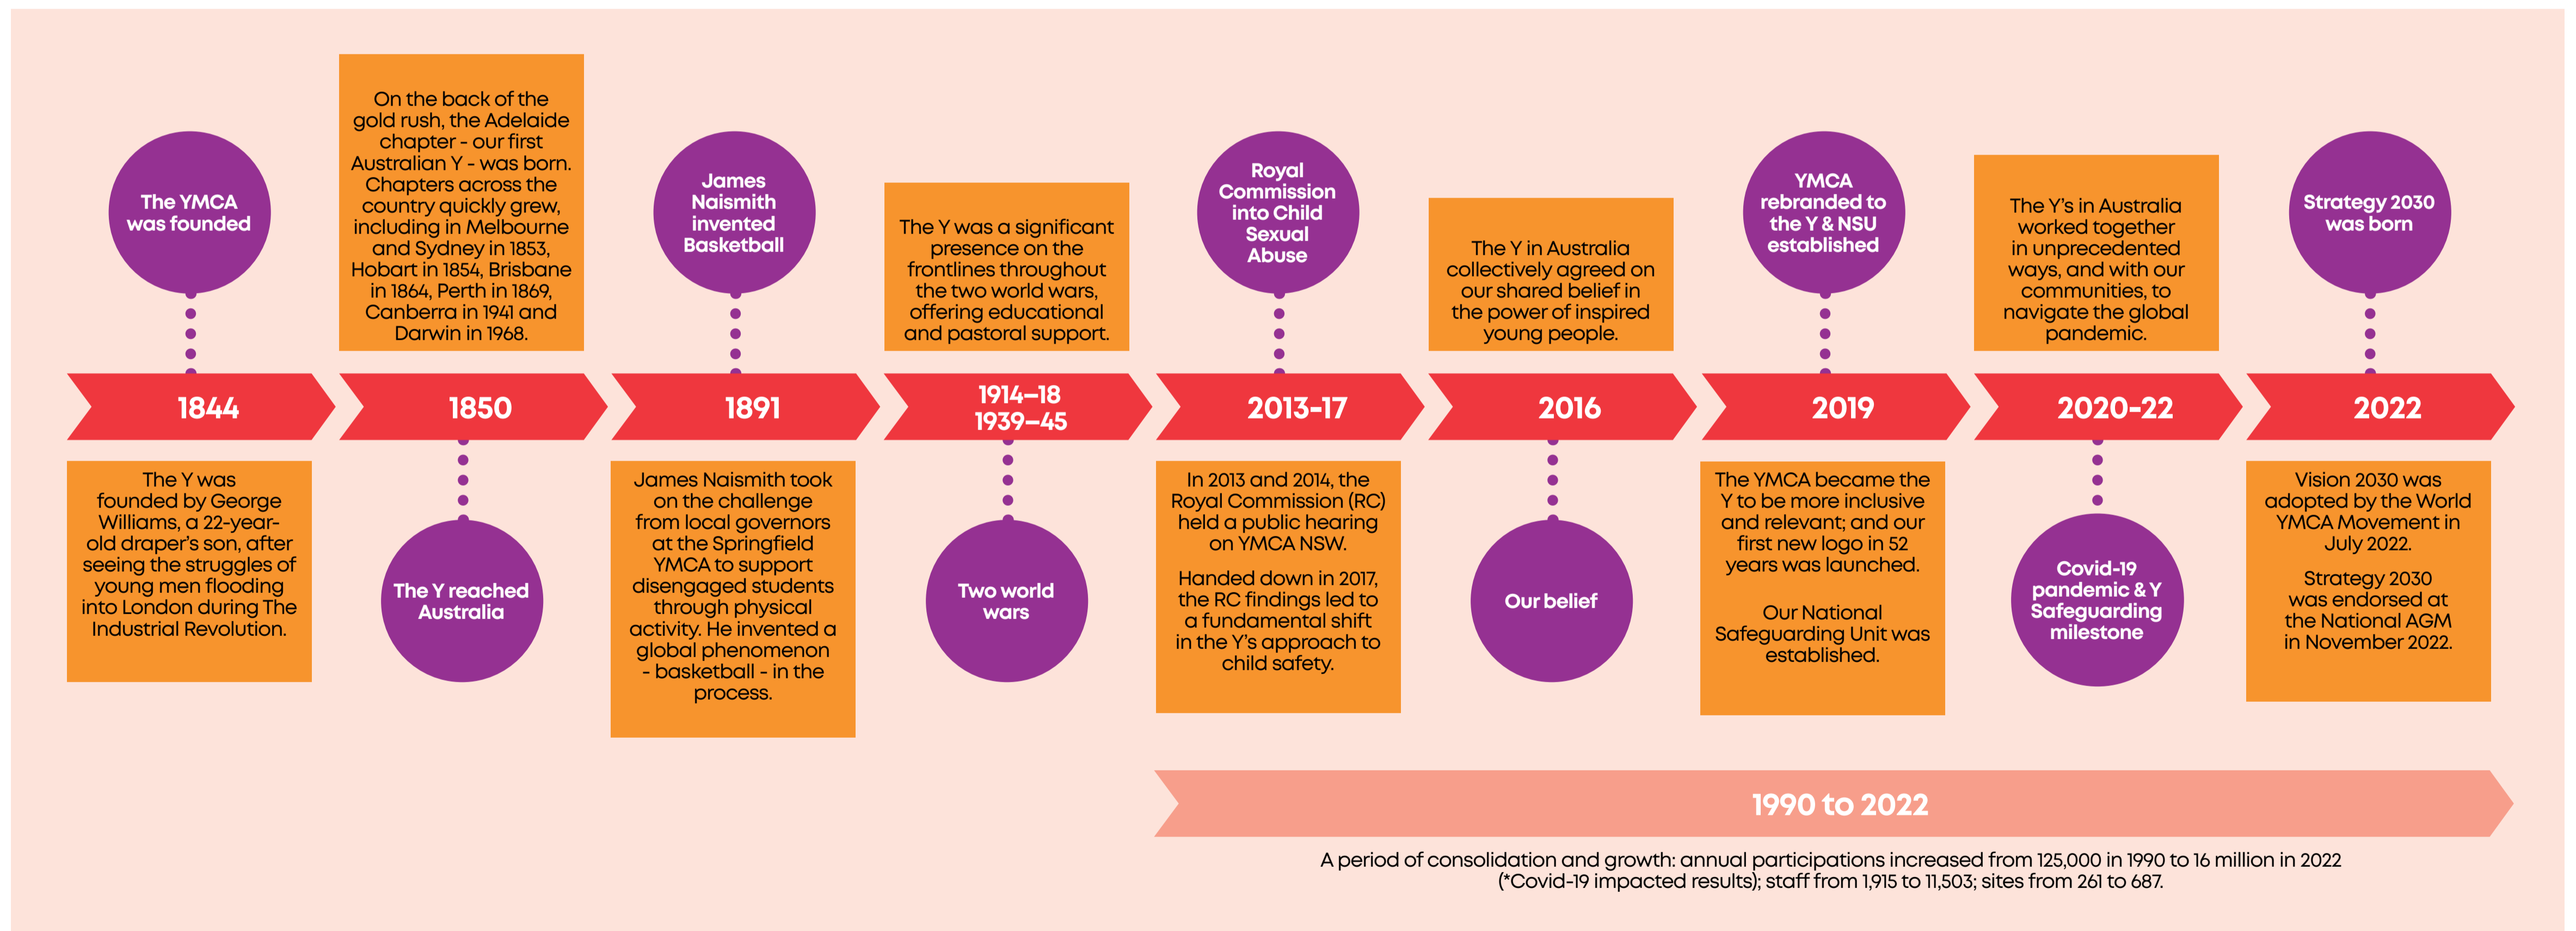 The YMCA
was founded
1844
The Y was
founded by George
Williams, a 22-year-
old draper's son, after
seeing the struggles of
young men flooding
into London during The
Industrial Revolution.
On the back of the
gold rush, the Adelaide
chapter - our first
Australian Y - was born.
Chapters across the
country quickly grew,
including in Melbourne
and Sydney in 1853,
Hobart in 1854, Brisbane
in 1864, Perth in 1869,
Canberra in 1941 and
Darwin in 1968.
1850
The Y reached
Australia
James
Naismith
invented
Basketball
1891
James Naismith took
on the challenge
from local governors
at the Springfield
YMCA to support
disengaged students
through physical
activity. He invented a
global phenomenon
- basketball - in the
process.
The Y was a significant
presence on the
frontlines throughout
the two world wars,
offering educational
and pastoral support.
1914–18
1939–45
Two world
wars
Royal
Commission
into Child
Sexual
Abuse
2013-17
In 2013 and 2014, the
Royal Commission (RC)
held a public hearing
on YMCA NSW.
Handed down in 2017,
the RC findings led to
a fundamental shift
in the Y's approach to
child safety.
The Y in Australia
collectively agreed on
our shared belief in
the power of inspired
young people.
2016
Our belief
YMCA
rebranded to
the Y & NSU
established
2019
The YMCA became the
Y to be more inclusive
and relevant; and our
first new logo in 52
years was launched.
Our National
Safeguarding Unit was
established.
The Y's in Australia
worked together
in unprecedented
ways, and with our
communities, to
navigate the global
pandemic.
2020-22
Covid-19
pandemic & Y
Safeguarding
milestone
Strategy 2030
was born
2022
Vision 2030 was
adopted by the World
YMCA Movement in
July 2022.
Strategy 2030
was endorsed at
the National AGM
in November 2022.
1990 to 2022
A period of consolidation and growth: annual participations increased from 125,000 in 1990 to 16 million in 2022
(*Covid-19 impacted results); staff from 1,915 to 11,503; sites from 261 to 687.